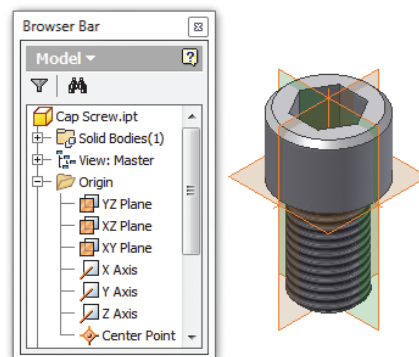 Browser Bar
Model
Cap Screw.ipt
Solid Bodies(1)
View: Master
Origin
YZ Plane
XZ Plane
XY Plane
X Axis
Y Axis
Z Axis
Center Point